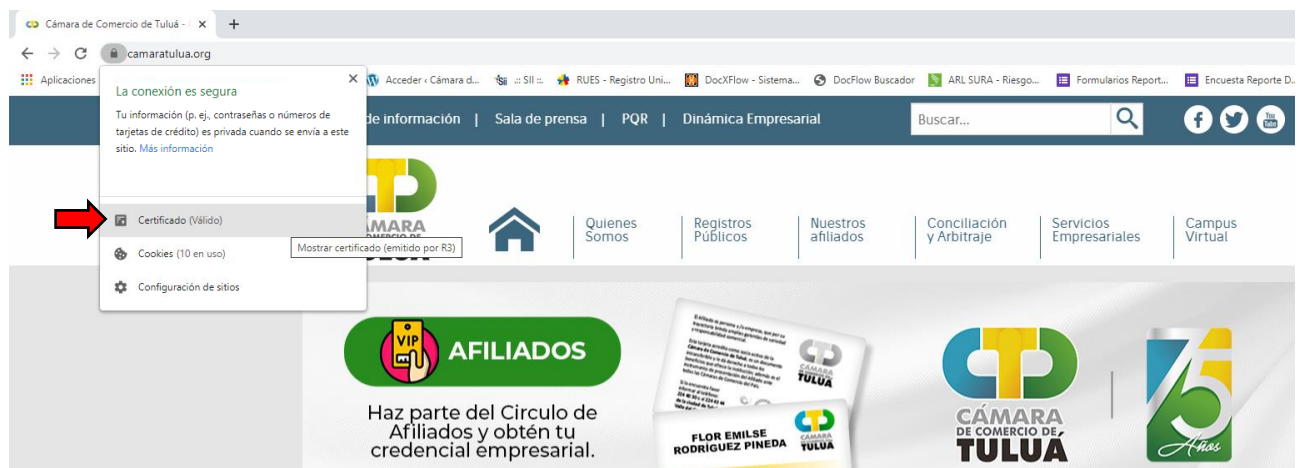 Cámara de Comercio de Tuluá -
camaratulua.org
Aplicaciones
Acceder ‹ Cámara d...
.:: SII ::.
RUES - Registro Uni...
DocXFlow - Sistema...
DocFlow Buscador
ARL SURA - Riesgo...
Formularios Report...
Encuesta Reporte D..
La conexión es segura
Tu información (p. ej., contraseñas o números de
tarjetas de crédito) es privada cuando se envía a este
sitio. Más información
Certificado (Válido)
Mostrar certificado (emitido por R3)
Cookies (10 en uso)
Configuración de sitios
de información | Sala de prensa | PQR | Dinámica Empresarial
Buscar...
You
Tube
Quienes
Somos
Registros
Públicos
Nuestros
afiliados
Conciliación
y Arbitraje
Servicios
Empresariales
Campus
Virtual
VIP
AFILIADOS
Haz parte del Circulo de
Afiliados y obtén tu
credencial empresarial.
CÁMARA
TULUÁ
FLOR EMILSE
RODRÍGUEZ PINEDA
CÁMARA
TULUÁ
CÁMARA
DE COMERCIO DE
TULUÁ
75
Años